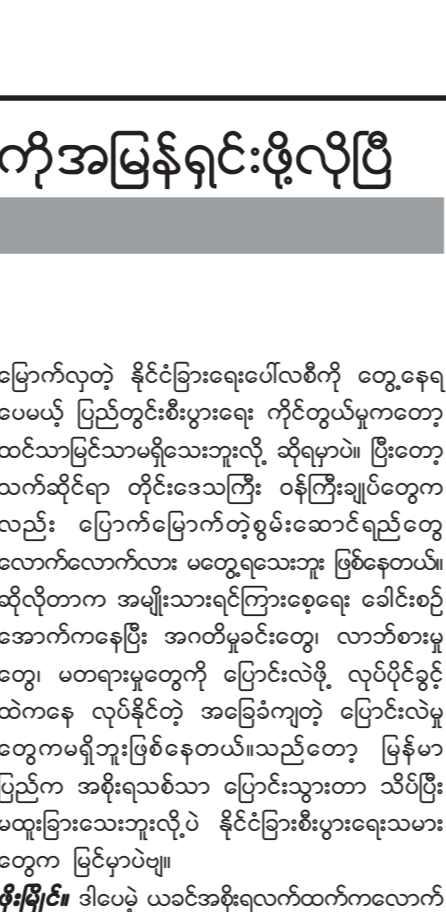 ကိုအမြန်ရှင်းဖို့လိုပြီ
မြောက်လှတဲ့ နိုင်ငံခြားရေးပေါ်လစီကို တွေ့နေရ
ပေမယ့် ပြည်တွင်းစီးပွားရေး ကိုင်တွယ်မှုကတော့
ထင်သာမြင်သာမရှိသေးဘူးလို့ ဆိုရမှာပဲ။ ပြီးတော့
သက်ဆိုင်ရာ တိုင်းဒေသကြီး ဝန်ကြီးချုပ်တွေက
လည်း ပြောက်မြောက်တဲ့စွမ်းဆောင်ရည်တွေ
လောက်လောက်လားလား မတွေ့ရသေးဘူး ဖြစ်နေတယ်။
ဆိုလိုတာက အမျိုးသားရင်ကြားစေ့ရေး ခေါင်းစဉ်
အောက်ကနေပြီး အဂတိမှုခင်းတွေ၊ လာဘ်စားမှု
တွေ၊ မတရားမှုတွေကို ပြောင်းလဲဖို့ လုပ်ပိုင်ခွင့်
ထဲကနေ လုပ်နိုင်တဲ့ အခြေခံကျတဲ့ ပြောင်းလဲမှု
တွေကမရှိဘူးဖြစ်နေတယ်။သည်တော့ မြန်မာ
ပြည်က အစိုးရသစ်သာ ပြောင်းသွားတာ သိပ်ပြီး
မထူးခြားသေးဘူးလို့ပဲ နိုင်ငံခြားစီးပွားရေးသမား
တွေက မြင်မှာပဲဗျ။
ဖိုးမြိုင်။ ဒါပေမဲ့ ယခင်အစိုးရလက်ထက်ကကလောက်